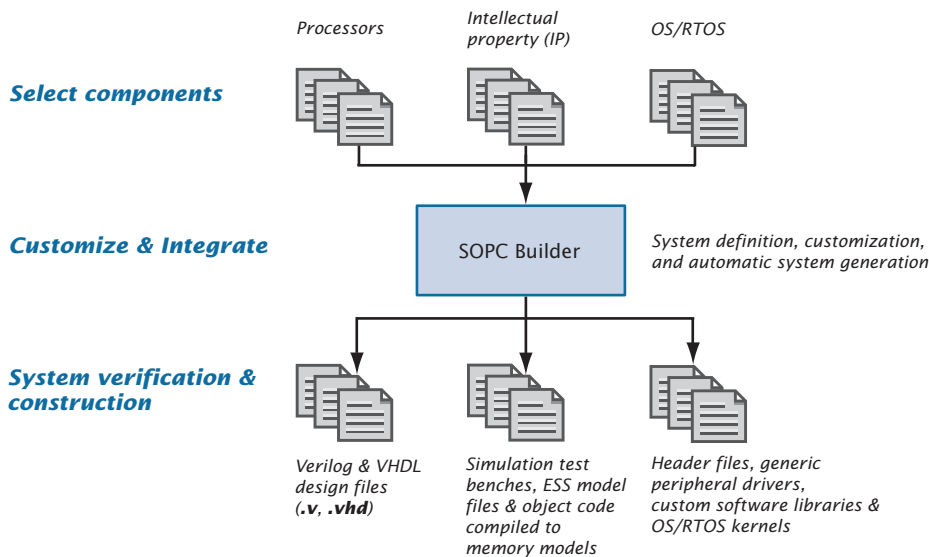 Processors
Intellectual
property (IP)
OS/RTOS
Select components
Customize & Integrate
SOPC Builder
System definition, customization,
and automatic system generation
System verification &
construction
Verilog & VHDL
design files
(.v, .vhd)
Simulation test
benches, ESS model
files & object code
compiled to
memory models
Header files, generic
peripheral drivers,
custom software libraries &
OS/RTOS kernels